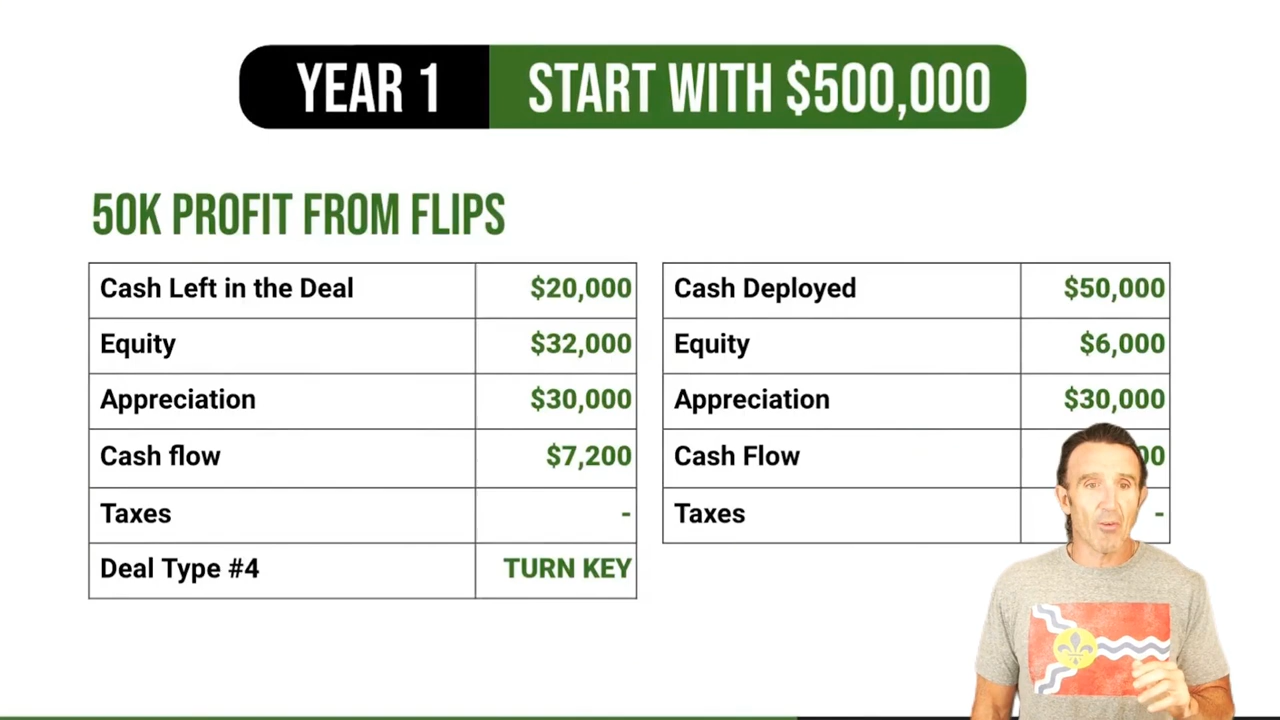 YEAR 1 START WITH $500,000
50K PROFIT FROM FLIPS
Cash Left in the Deal $20,000
Equity $32,000
Appreciation $30,000
Cash flow $7,200
Taxes -
Deal Type #4 TURN KEY
Cash Deployed $50,000
Equity $6,000
Appreciation $30,000
Cash Flow
Taxes -